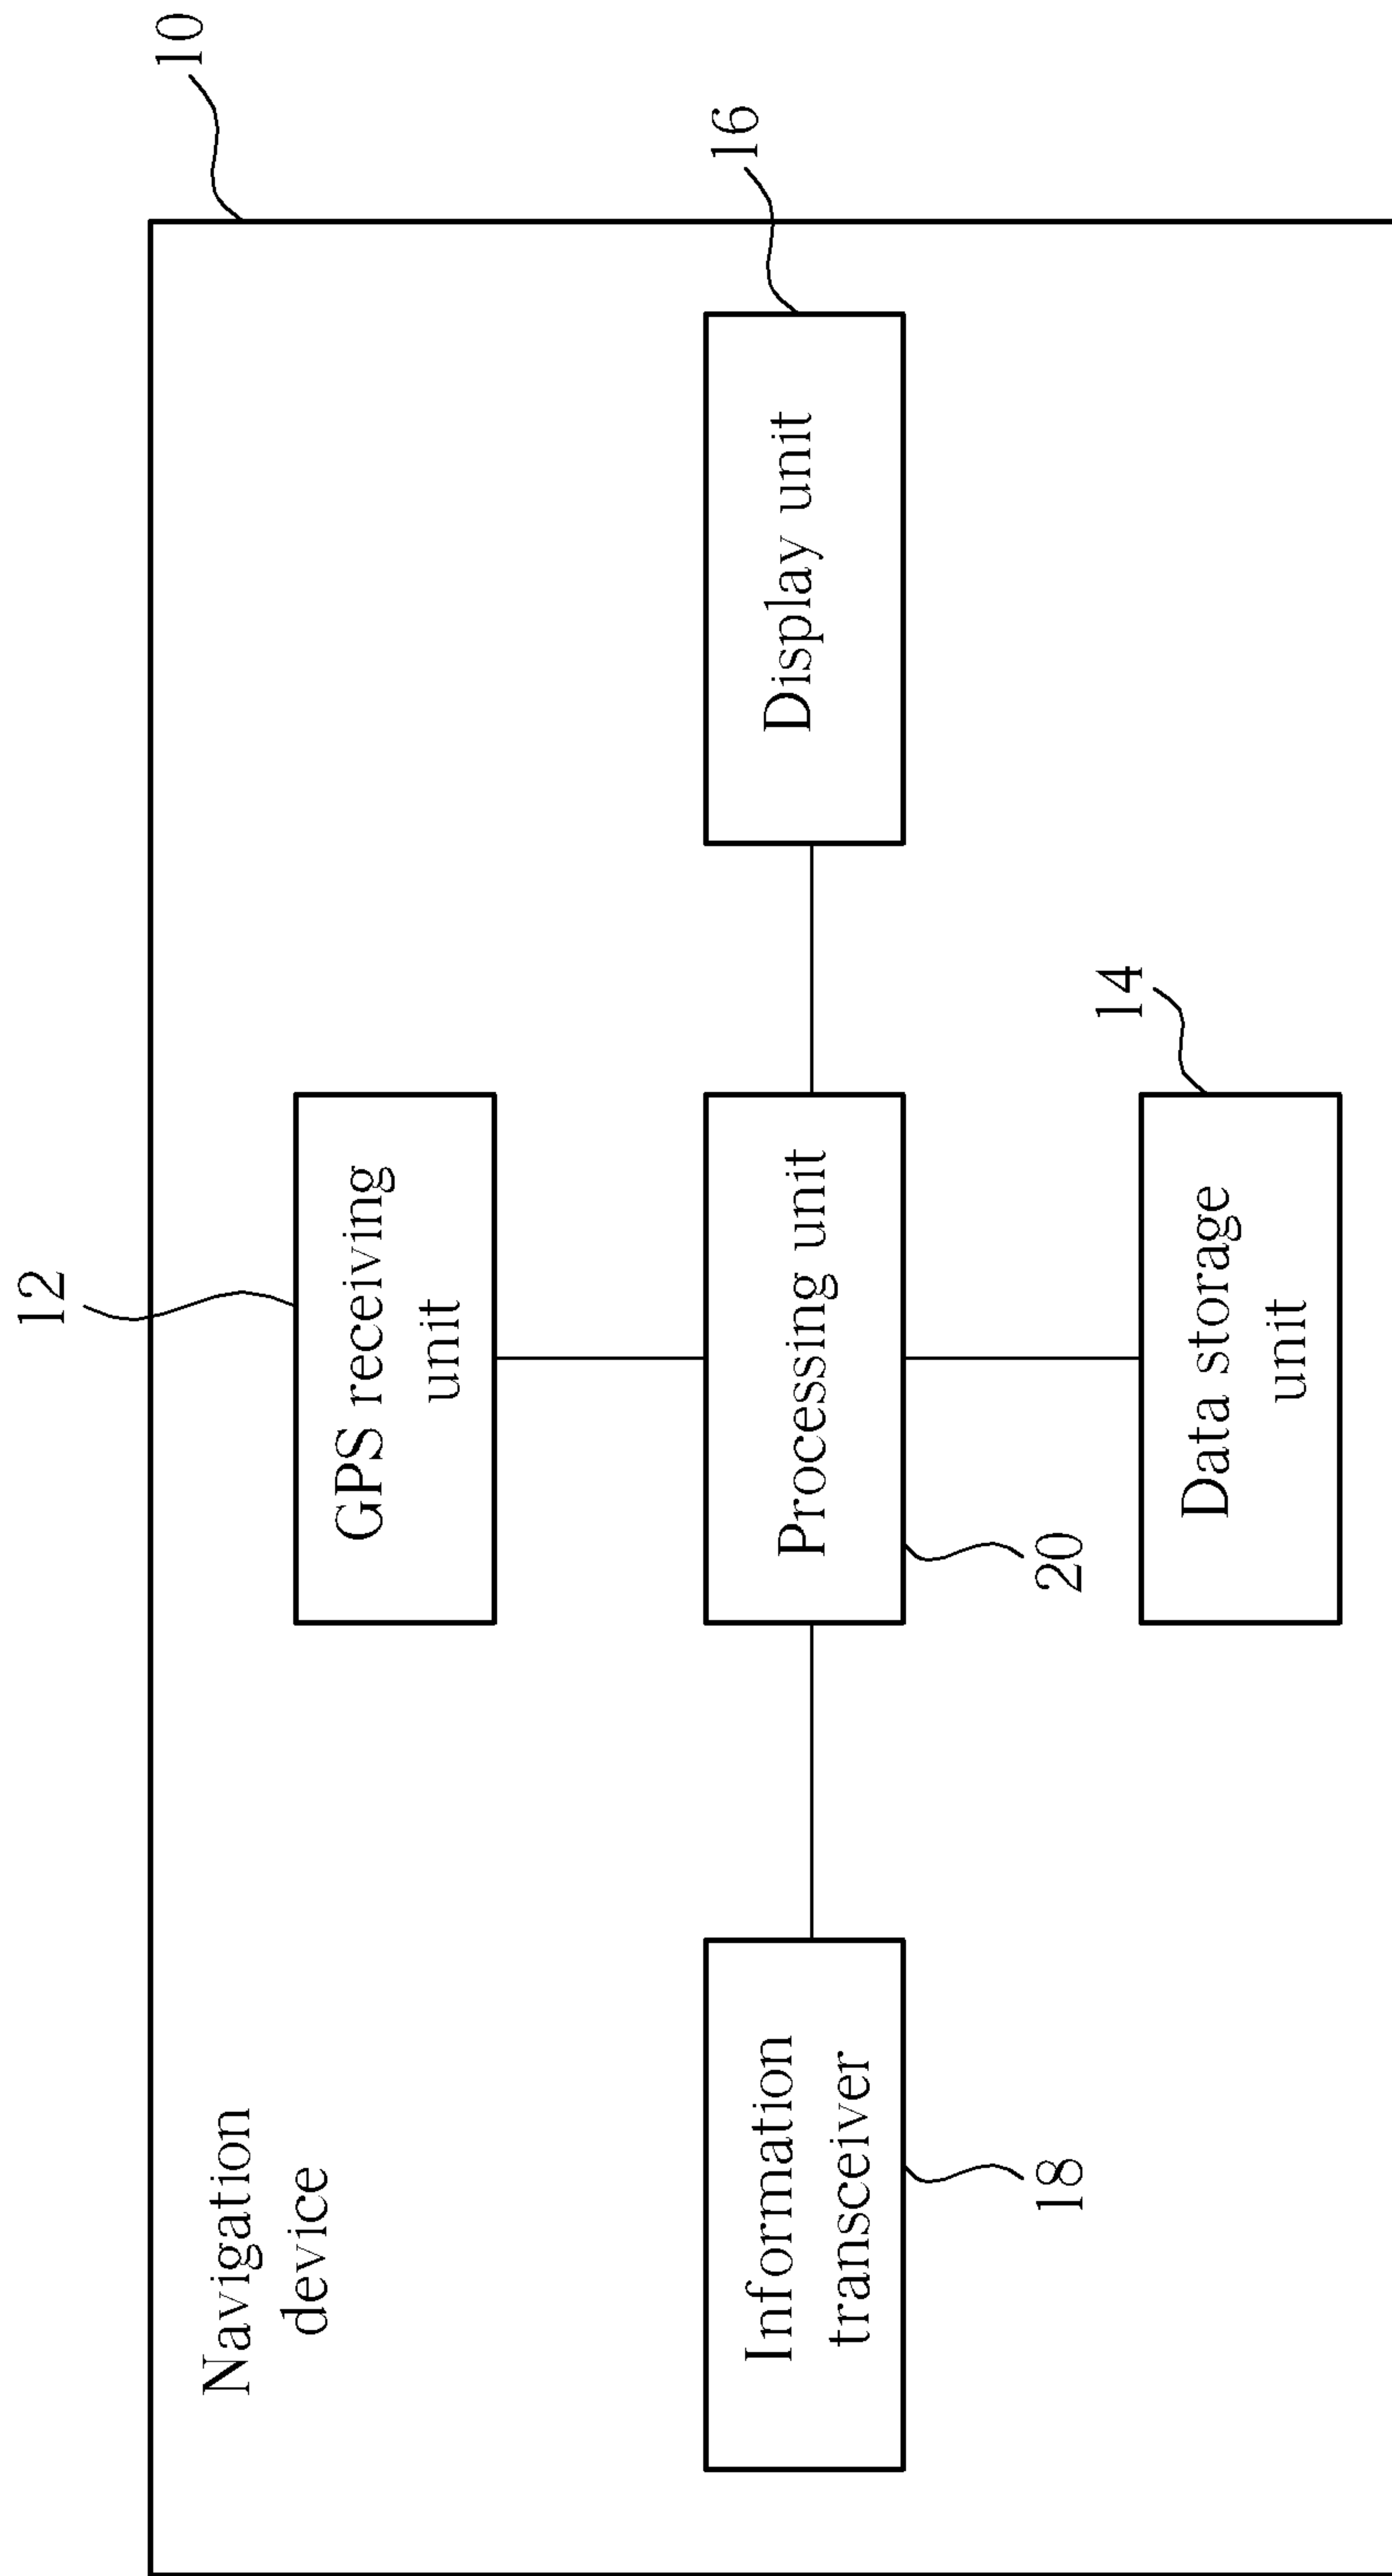 10
12
Navigation
device
GPS receiving
unit
16
Information
transceiver
Processing unit
Display unit
18
20
14
Data storage
unit